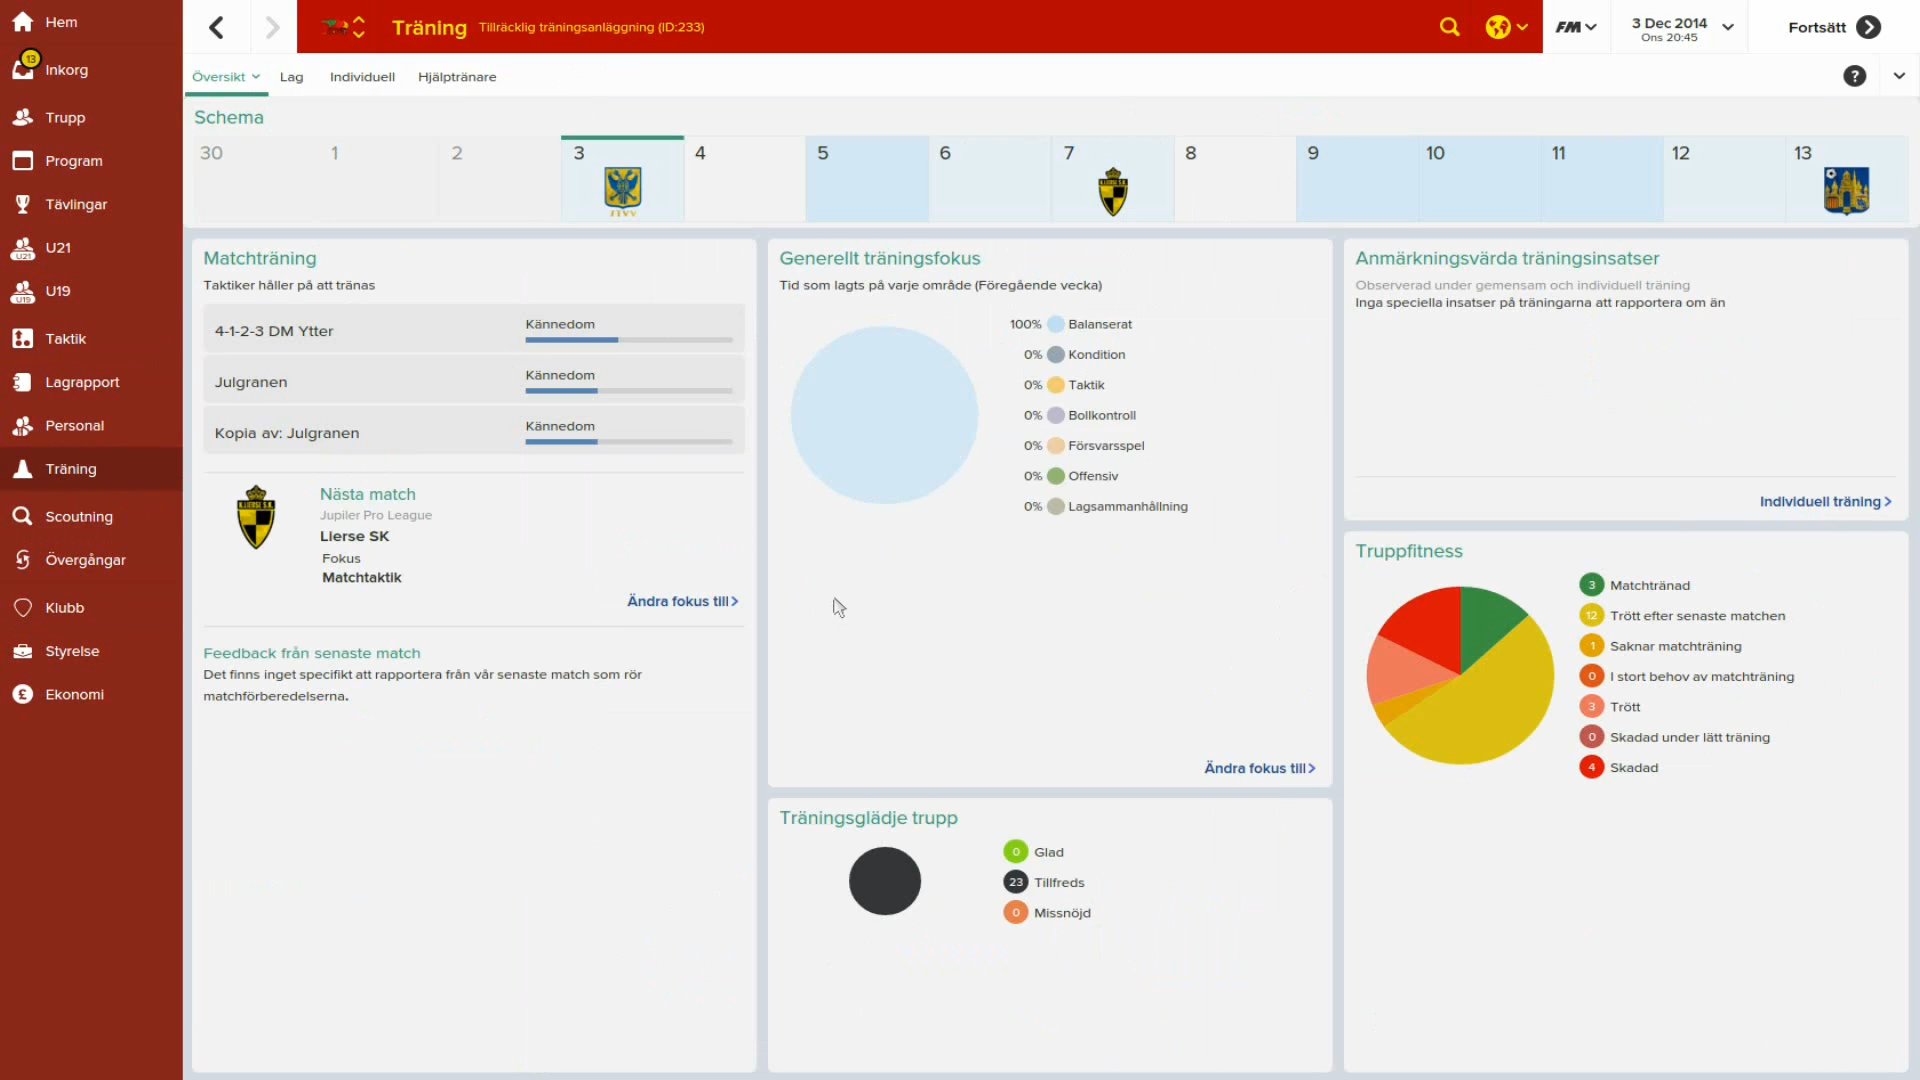 Hem
13
Inkorg
Trupp
Program
Tävlingar
U21
U21
U19
U19
Taktik
Lagrapport
Personal
Träning
Scoutning
Övergångar
Klubb
Styrelse
Ekonomi
Träning
Tillräcklig träningsanläggning (ID:233)
FM
3 Dec 2014
Ons 20:45
Fortsätt
Översikt
Lag
Individuell
Hjälptränare
?
Schema
30
1
2
3
STVV
4
5
6
7
8
9
10
11
12
13
Matchträning
Taktiker håller på att tränas
4-1-2-3 DM Ytter
Kännedom
Julgranen
Kännedom
Kopia av: Julgranen
Kännedom
Nästa match
Jupiler Pro League
Lierse SK
Fokus
Matchtaktik
Ändra fokus till
Feedback från senaste match
Det finns inget specifikt att rapportera från vår senaste match som rör
matchförberedelserna.
Generellt träningsfokus
Tid som lagts på varje område (Föregående vecka)
100% Balanserat
0% Kondition
0% Taktik
0% Bollkontroll
0% Försvarsspel
0% Offensiv
0% Lagsammanhållning
Ändra fokus till
Träningsglädje trupp
0 Glad
23 Tillfreds
0 Missnöjd
Anmärkningsvärda träningsinsatser
Observerad under gemensam och individuell träning
Inga speciella insatser på träningarna att rapportera om än
Individuell träning
Truppfitness
3 Matchtränad
12 Trött efter senaste matchen
1 Saknar matchträning
0 I stort behov av matchträning
3 Trött
0 Skadad under lätt träning
4 Skadad